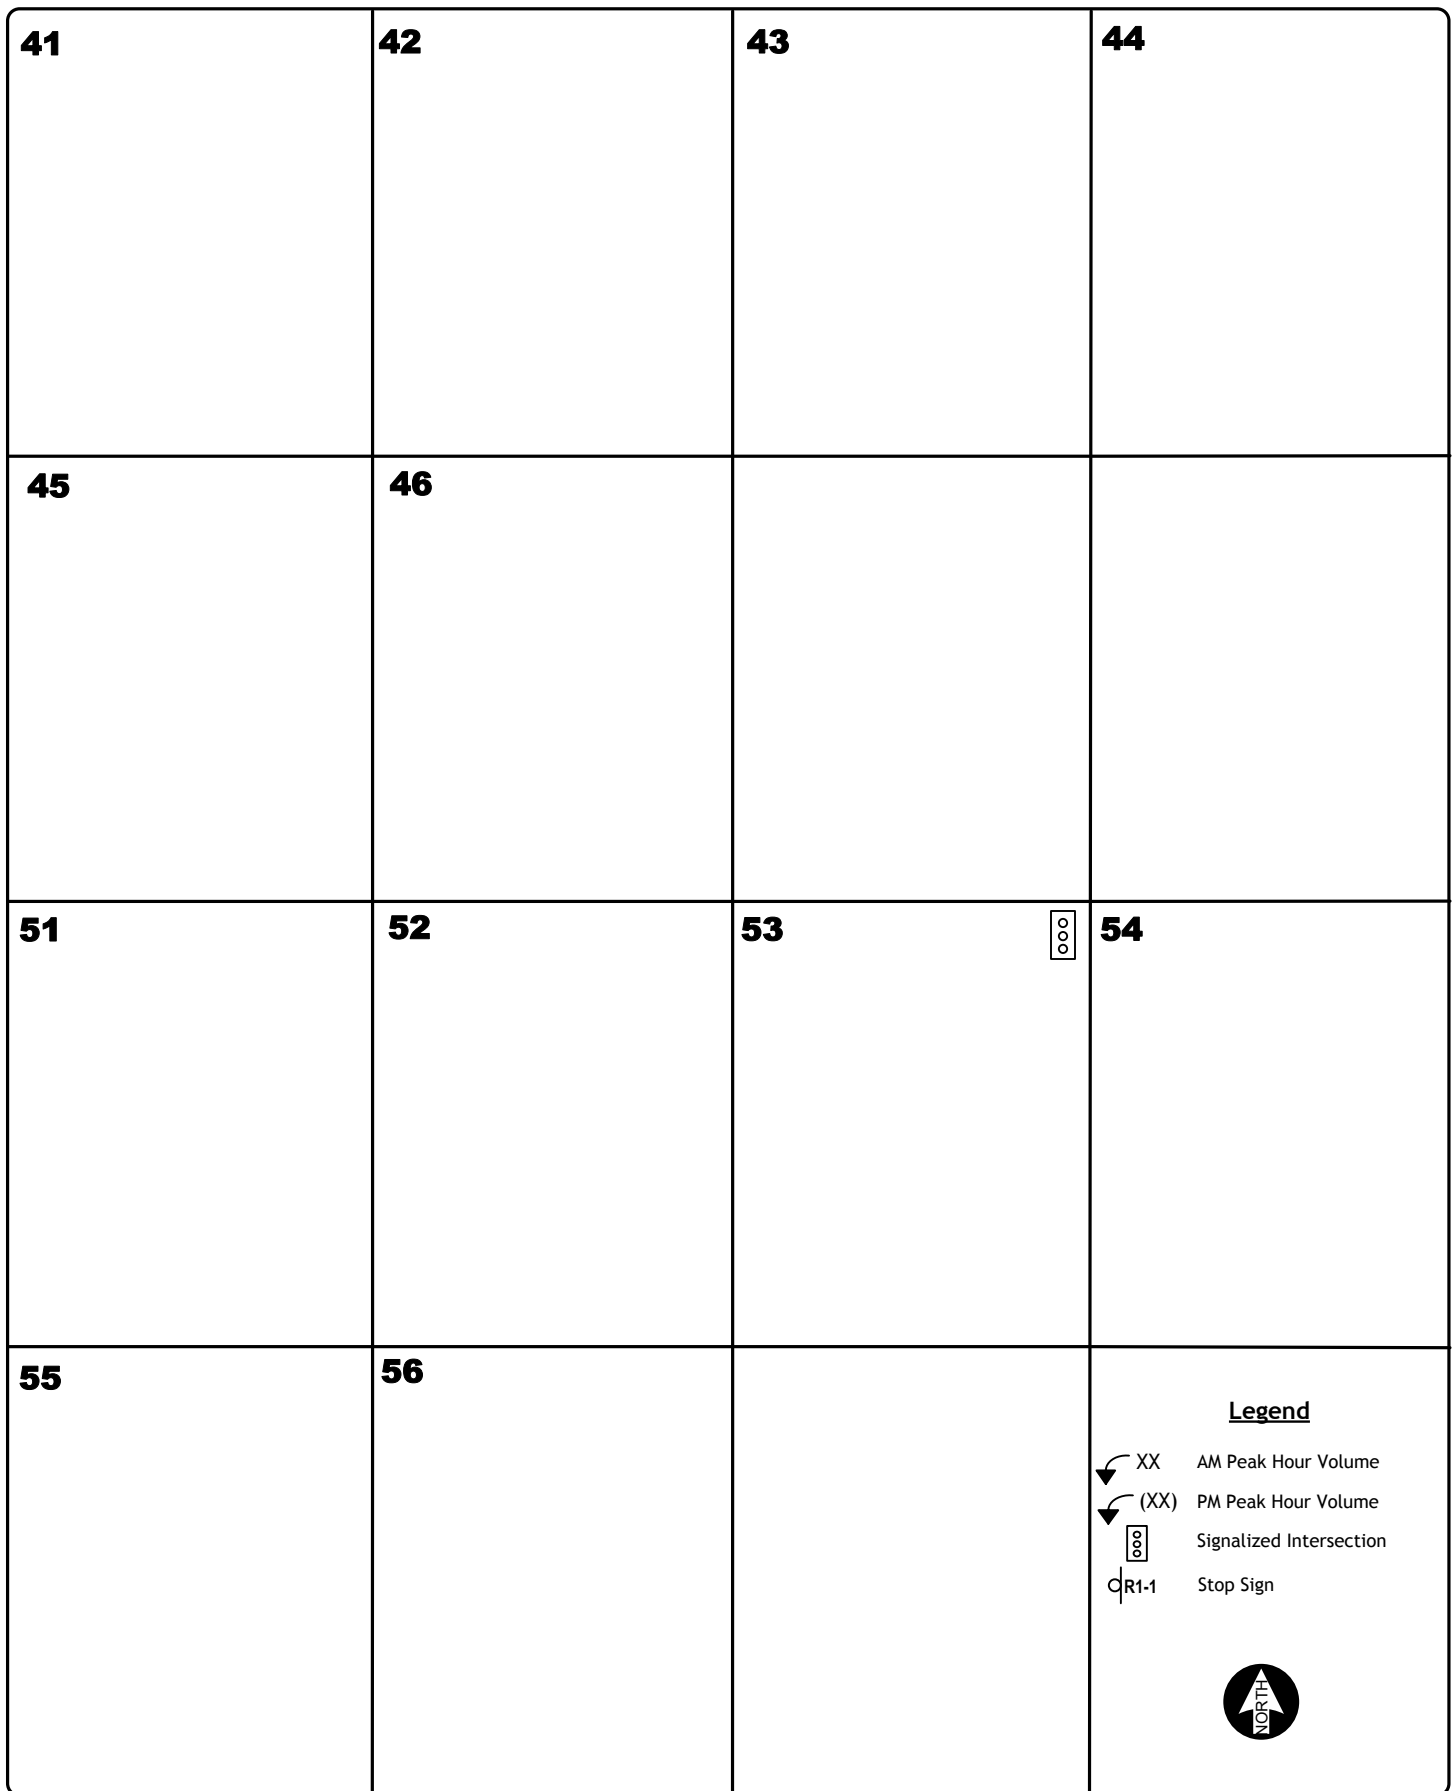 41
42
43
44
45
46
51
52
53
54
55
56
Legend
XX AM Peak Hour Volume
(XX) PM Peak Hour Volume
Signalized Intersection
R1-1 Stop Sign
NORTH